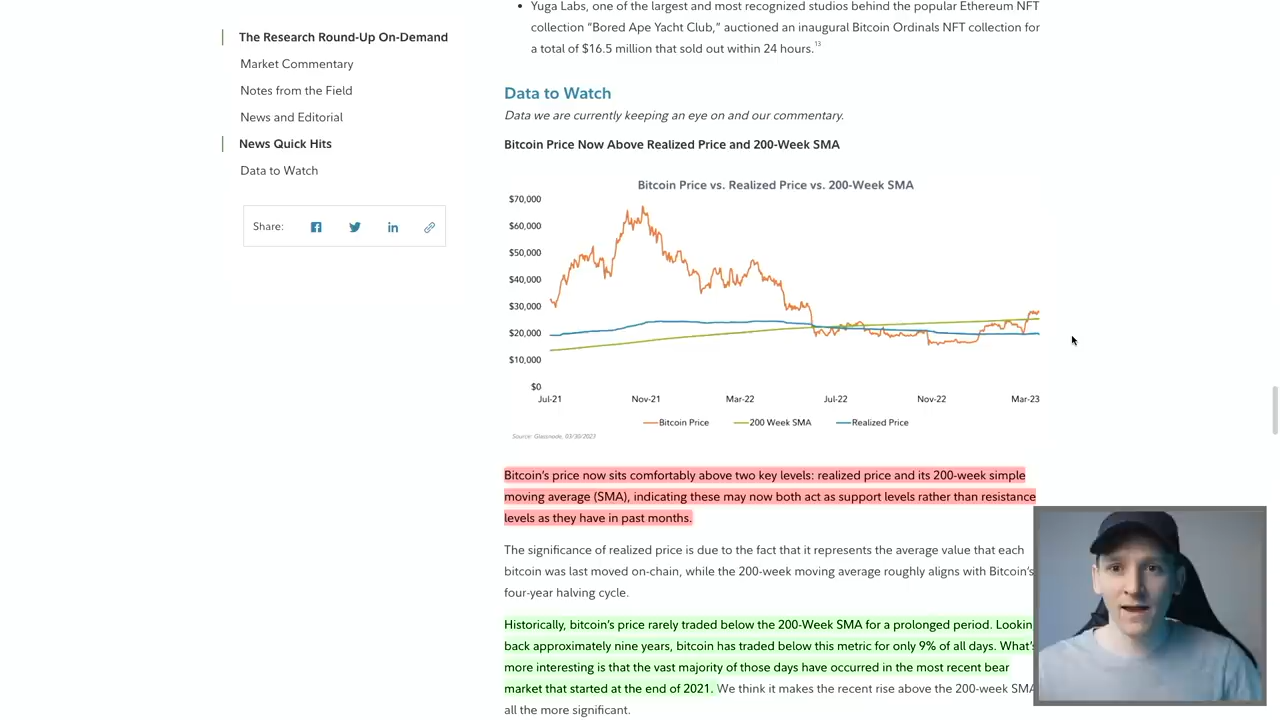 The Research Round-Up On-Demand
Market Commentary
Notes from the Field
News and Editorial
News Quick Hits
Data to Watch
Share:
• Yuga Labs, one of the largest and most recognized studios behind the popular Ethereum NFT
collection “Bored Ape Yacht Club,” auctioned an inaugural Bitcoin Ordinals NFT collection for
a total of $16.5 million that sold out within 24 hours.13
Data to Watch
Data we are currently keeping an eye on and our commentary.
Bitcoin Price Now Above Realized Price and 200-Week SMA
Bitcoin Price vs. Realized Price vs. 200-Week SMA
$70,000
$60,000
$50,000
$40,000
$30,000
$20,000
$10,000
$0
Jul-21 Nov-21 Mar-22 Jul-22 Nov-22 Mar-23
Bitcoin Price 200 Week SMA Realized Price
Source: Glassnode, 03/30/2023
Bitcoin’s price now sits comfortably above two key levels: realized price and its 200-week simple
moving average (SMA), indicating these may now both act as support levels rather than resistance
levels as they have in past months.
The significance of realized price is due to the fact that it represents the average value that each
bitcoin was last moved on-chain, while the 200-week moving average roughly aligns with Bitcoin’s
four-year halving cycle.
Historically, bitcoin’s price rarely traded below the 200-Week SMA for a prolonged period. Lookin
back approximately nine years, bitcoin has traded below this metric for only 9% of all days. What’s
more interesting is that the vast majority of those days have occurred in the most recent bear
market that started at the end of 2021. We think it makes the recent rise above the 200-week SMA
all the more significant.